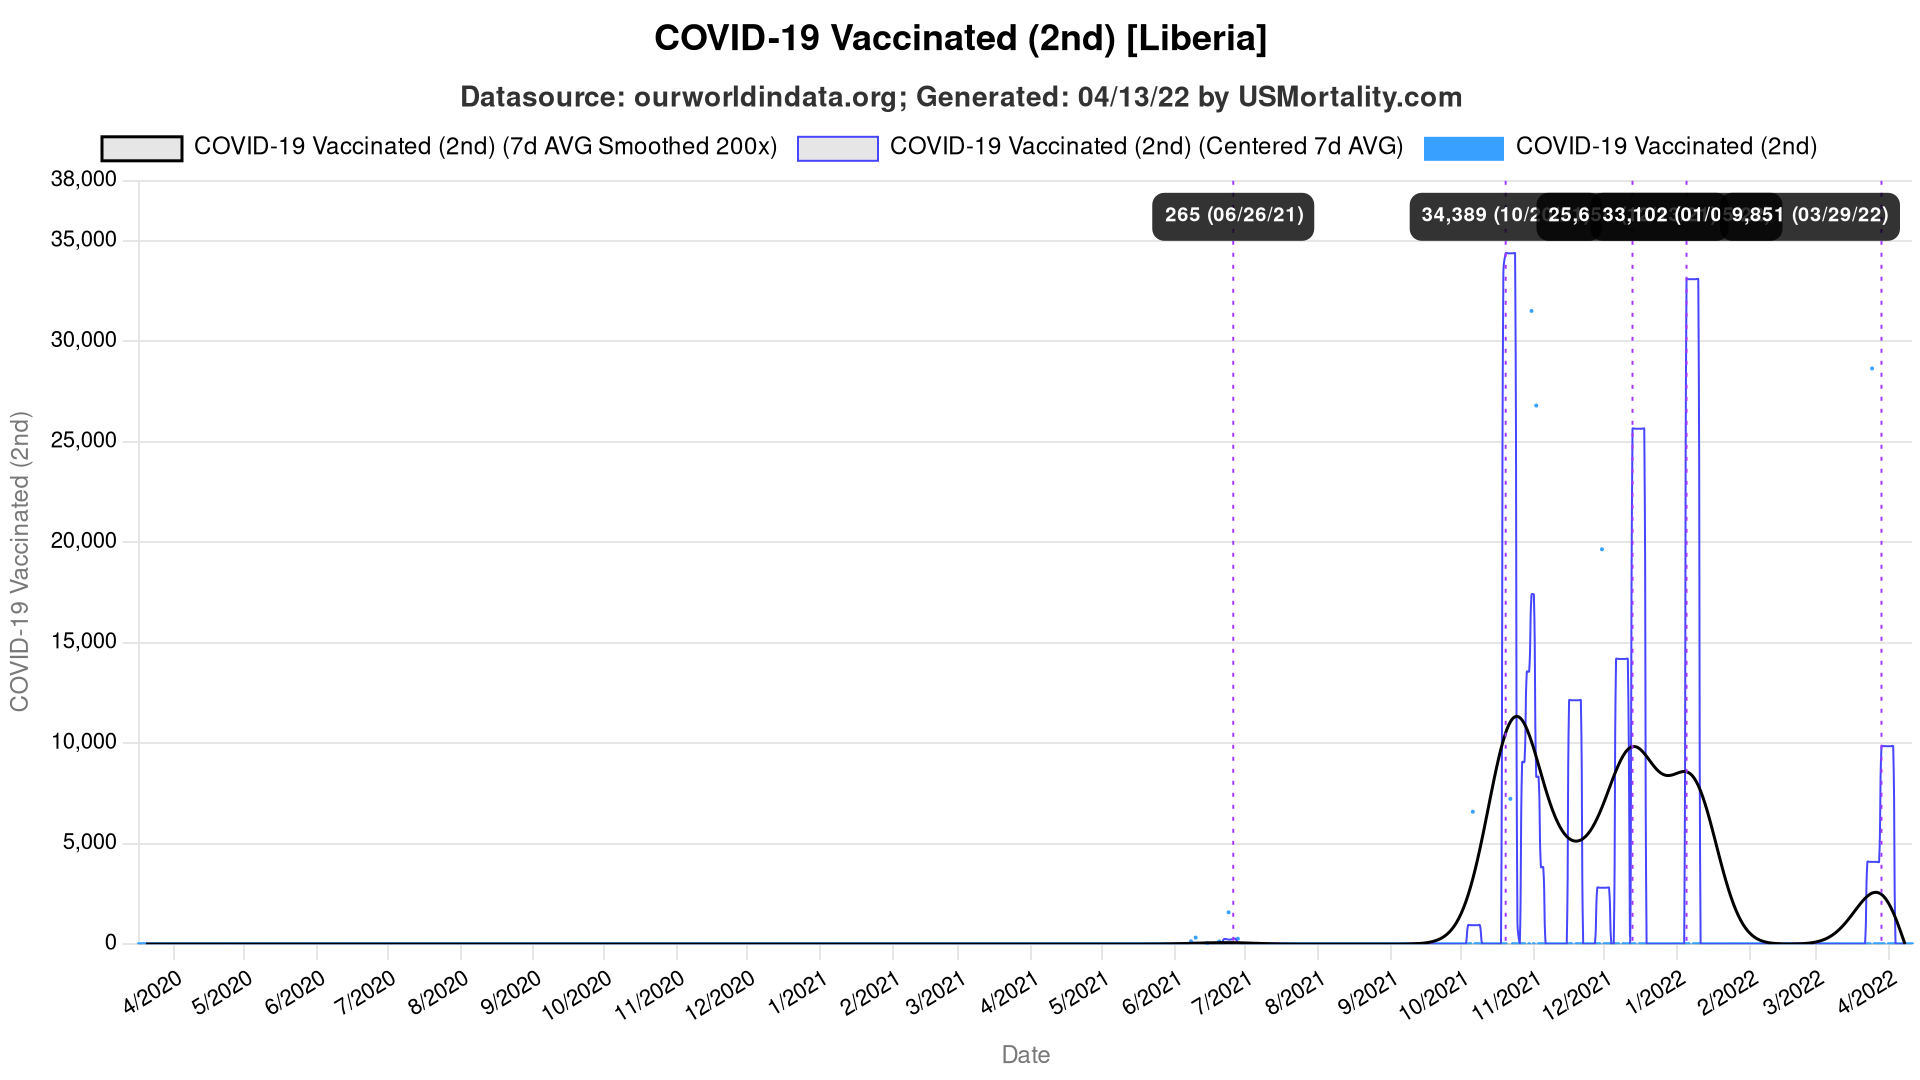 COVID-19 Vaccinated (2nd) [Liberia]
Datasource: ourworldindata.org; Generated: 04/13/22 by USMortality.com
COVID-19 Vaccinated (2nd) (7d AVG Smoothed 200x) COVID-19 Vaccinated (2nd) (Centered 7d AVG) COVID-19 Vaccinated (2nd)
38,000
35,000
30,000
25,000
20,000
15,000
10,000
5,000
0
COVID-19 Vaccinated (2nd)
265 (06/26/21) 34,389 (10/2 25,6 33,102 (01/0 9,851 (03/29/22)
4/2020 5/2020 6/2020 7/2020 8/2020 9/2020 10/2020 11/2020 12/2020 1/2021 2/2021 3/2021 4/2021 5/2021 6/2021 7/2021 8/2021 9/2021 10/2021 11/2021 12/2021 1/2022 2/2022 3/2022 4/2022
Date